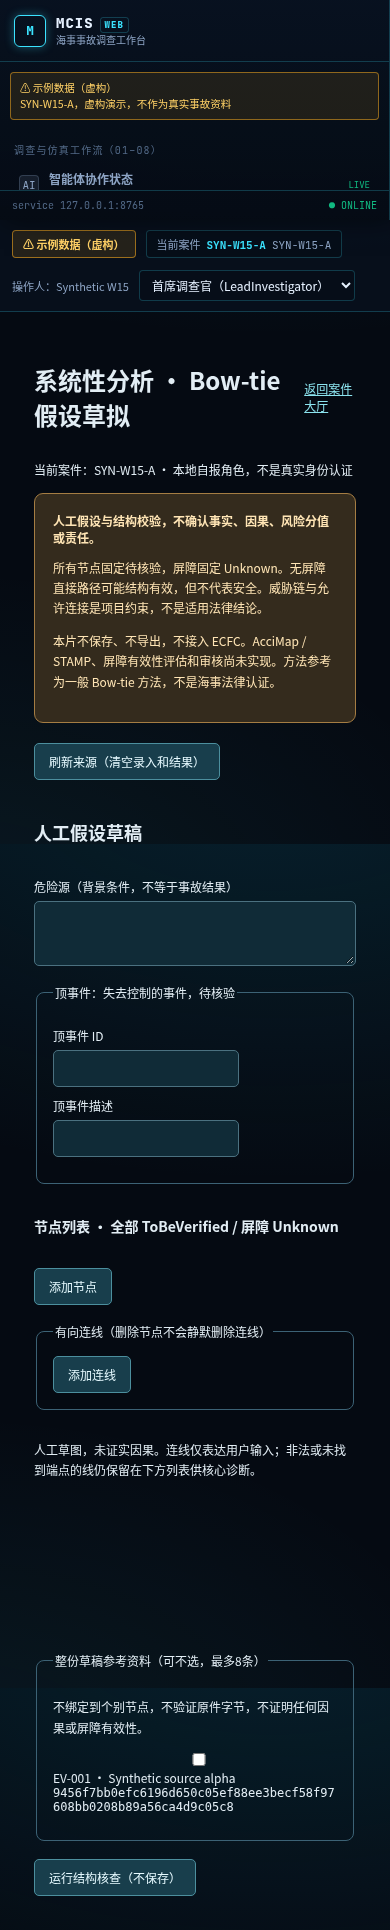 M
MCIS WEB
海事事故调查工作台
⚠ 示例数据（虚构）
SYN-W15-A，虚构演示，不作为真实事故资料
调查与仿真工作流（01–08）
AI 智能体协作状态 LIVE
service 127.0.0.1:8765 ONLINE
⚠ 示例数据（虚构） 当前案件 SYN-W15-A SYN-W15-A
操作人：Synthetic W15 首席调查官（LeadInvestigator）
系统性分析 · Bow-tie
假设草拟
返回案件
大厅
当前案件：SYN-W15-A · 本地自报角色，不是真实身份认证
人工假设与结构校验，不确认事实、因果、风险分值
或责任。
所有节点固定待核验，屏障固定 Unknown。无屏障
直接路径可能结构有效，但不代表安全。威胁链与允
许连接是项目约束，不是适用法律结论。
本片不保存、不导出，不接入 ECFC。AcciMap /
STAMP、屏障有效性评估和审核尚未实现。方法参考
为一般 Bow-tie 方法，不是海事法律认证。
刷新来源（清空录入和结果）
人工假设草稿
危险源（背景条件，不等于事故结果）
顶事件：失去控制的事件，待核验
顶事件 ID
顶事件描述
节点列表 · 全部 ToBeVerified / 屏障 Unknown
添加节点
有向连线（删除节点不会静默删除连线）
添加连线
人工草图，未证实因果。连线仅表达用户输入；非法或未找
到端点的线仍保留在下方列表供核心诊断。
整份草稿参考资料（可不选，最多8条）
不绑定到个别节点，不验证原件字节，不证明任何因
果或屏障有效性。
EV-001 · Synthetic source alpha
9456f7bb0efc6196d650c05ef88ee3becf58f97
608bb0208b89a56ca4d9c05c8
运行结构核查（不保存）